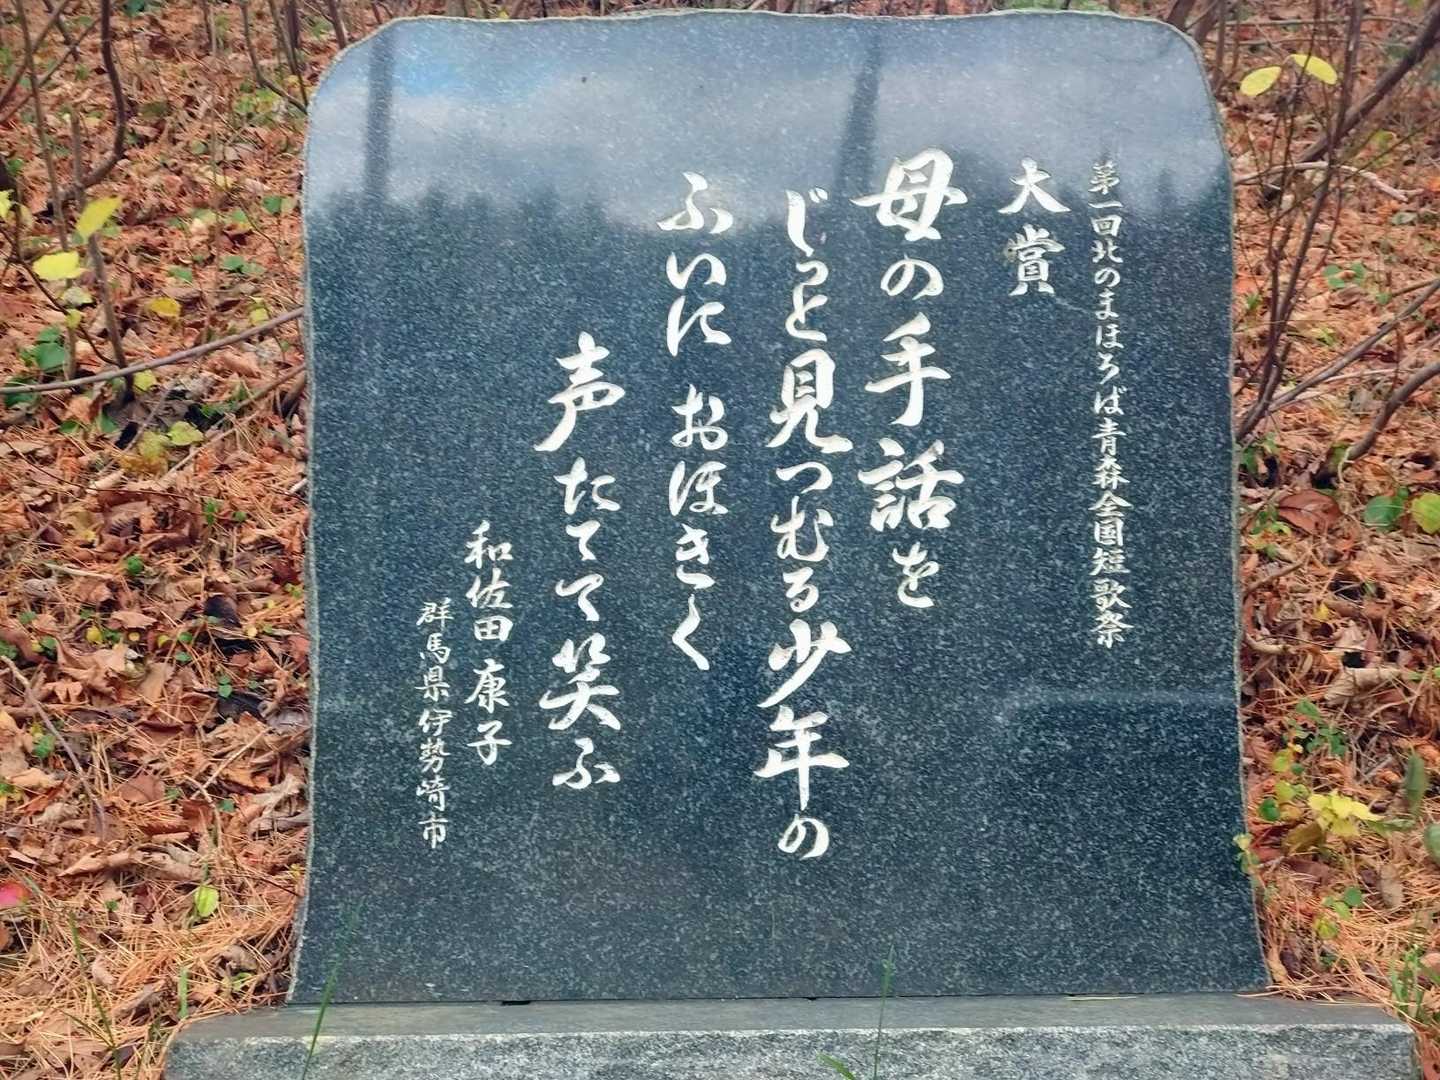 第一回北のまほろば青森全国短歌祭
大賞
母の手話を
じっと見つむる少年の
ふいに おほきく
声たてて笑ふ
和佐田 康子
群馬県伊勢崎市